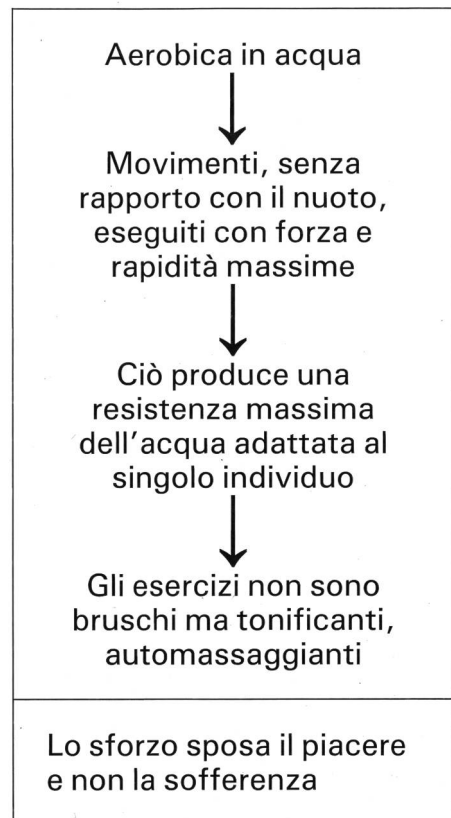 Aerobica in acqua
Movimenti, senza
rapporto con il nuoto,
eseguiti con forza e
rapidità massime
Ciò produce una
resistenza massima
dell'acqua adattata al
singolo individuo
Gli esercizi non sono
bruschi ma tonificanti,
automassaggianti
Lo sforzo sposa il piacere
e non la sofferenza